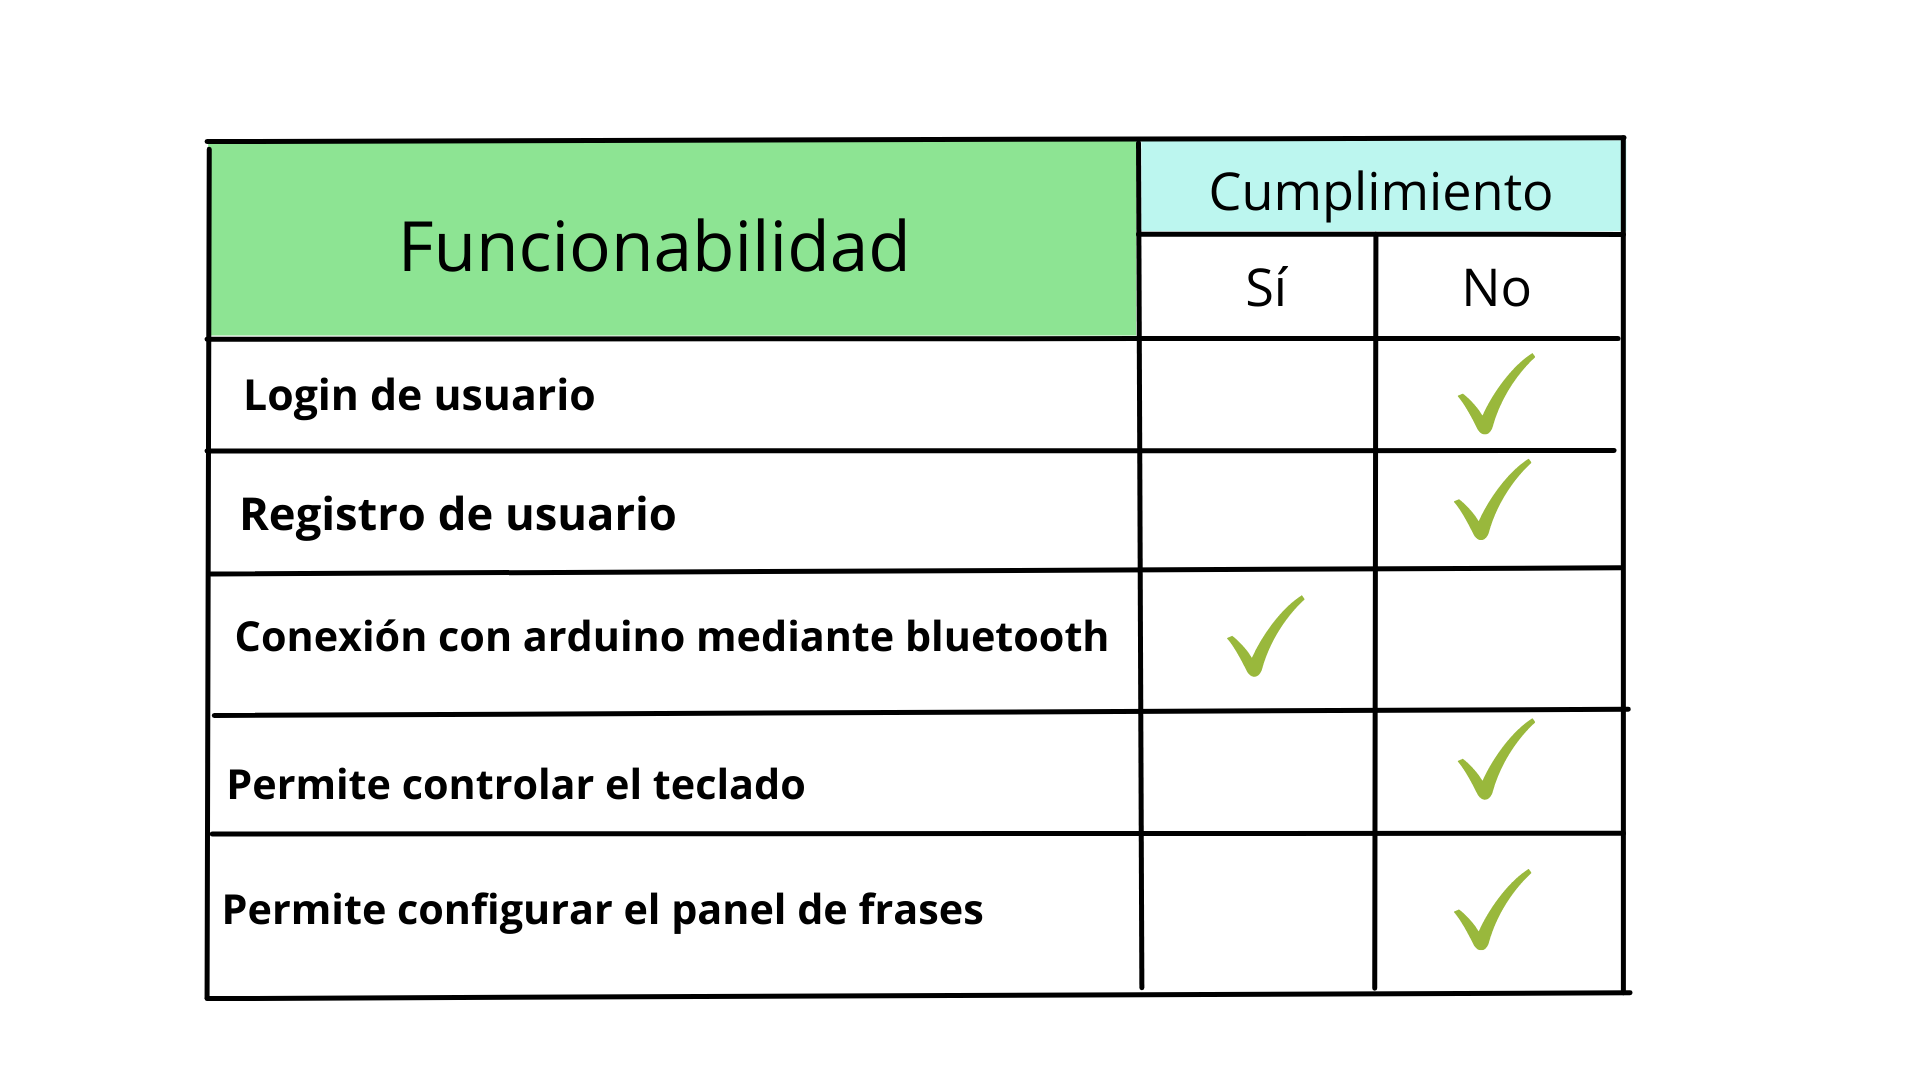 Funcionabilidad
Cumplimiento
Sí
No
Login de usuario
Registro de usuario
Conexión con arduino mediante bluetooth
Permite controlar el teclado
Permite configurar el panel de frases